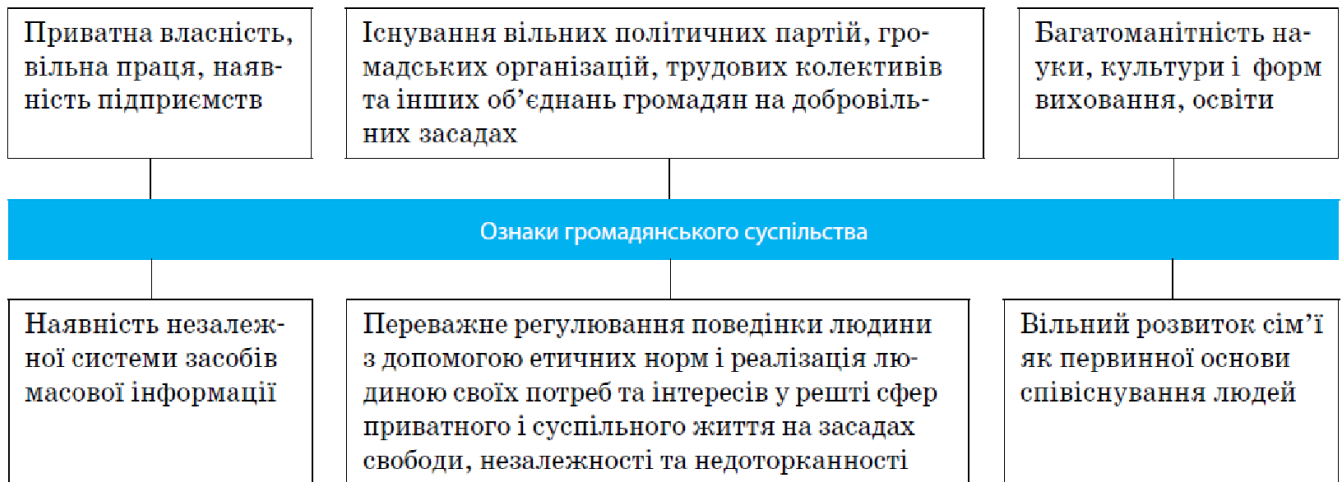 Приватна власність,
вільна праця, наяв-
ність підприємств
Існування вільних політичних партій, гро-
мадських організацій, трудових колективів
та інших об’єднань громадян на добровіль-
них засадах
Багатоманітність на-
уки, культури і форм
виховання, освіти
Ознаки громадянського суспільства
Наявність незалеж-
ної системи засобів
масової інформації
Переважне регулювання поведінки людини
з допомогою етичних норм і реалізація лю-
диною своїх потреб та інтересів у решті сфер
приватного і суспільного життя на засадах
свободи, незалежності та недоторканності
Вільний розвиток сім’ї
як первинної основи
співіснування людей